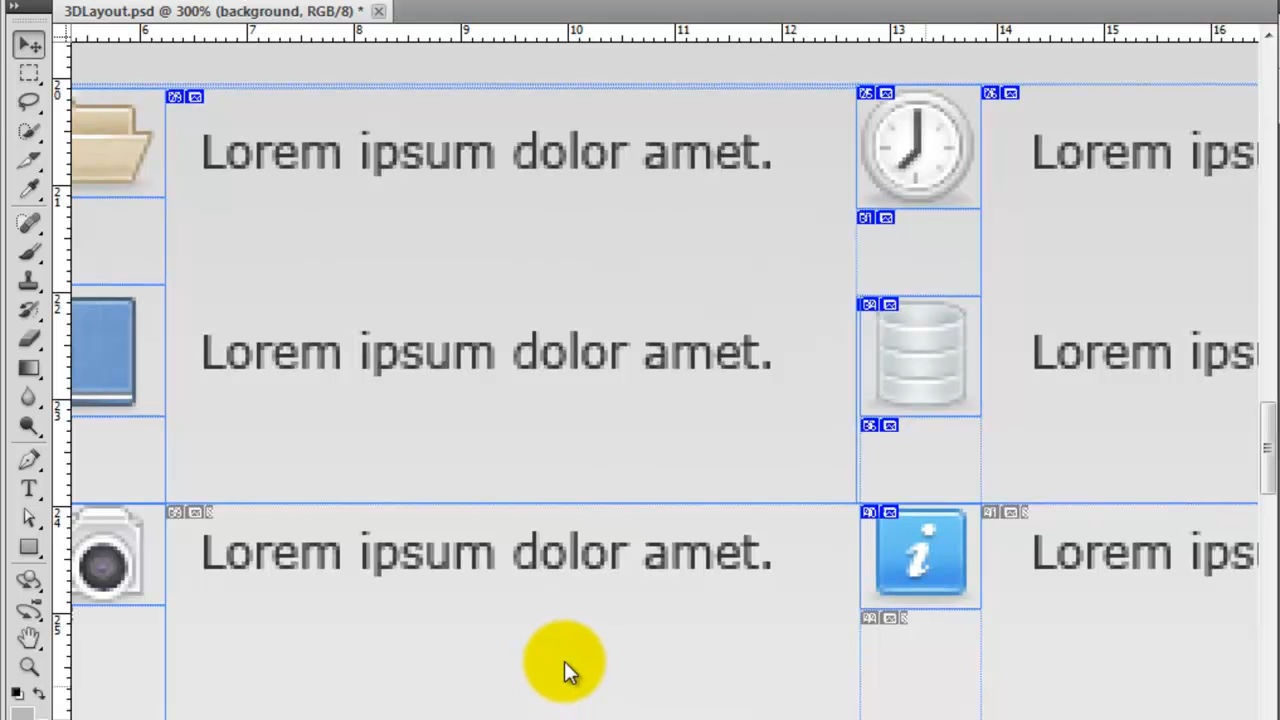 3DLayout.psd @ 300% (background, RGB/8) *
6 7 8 9 10 11 12 13 14 15 16
Lorem ipsum dolor amet.
Lorem ips
Lorem ipsum dolor amet.
Lorem ips
Lorem ipsum dolor amet.
Lorem ips